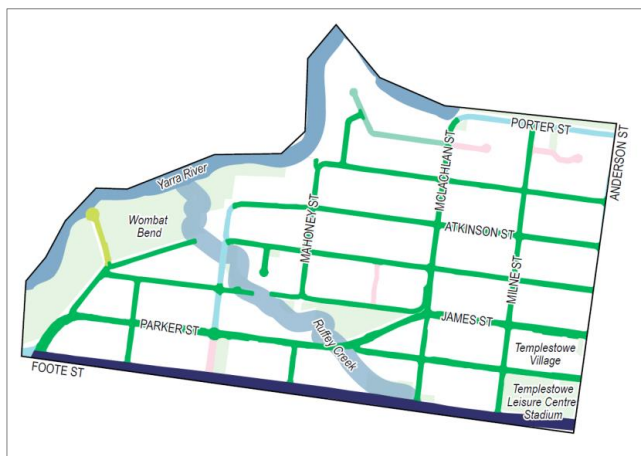 PORTER ST
ANDERSON ST
MCLACHLAN ST
Yarra River
Wombat
Bend
MAHONEY ST
ATKINSON ST
MILNE ST
JAMES ST
PARKER ST
Ruffey Creek
Templestowe
Village
FOOTE ST
Templestowe
Leisure Centre
Stadium